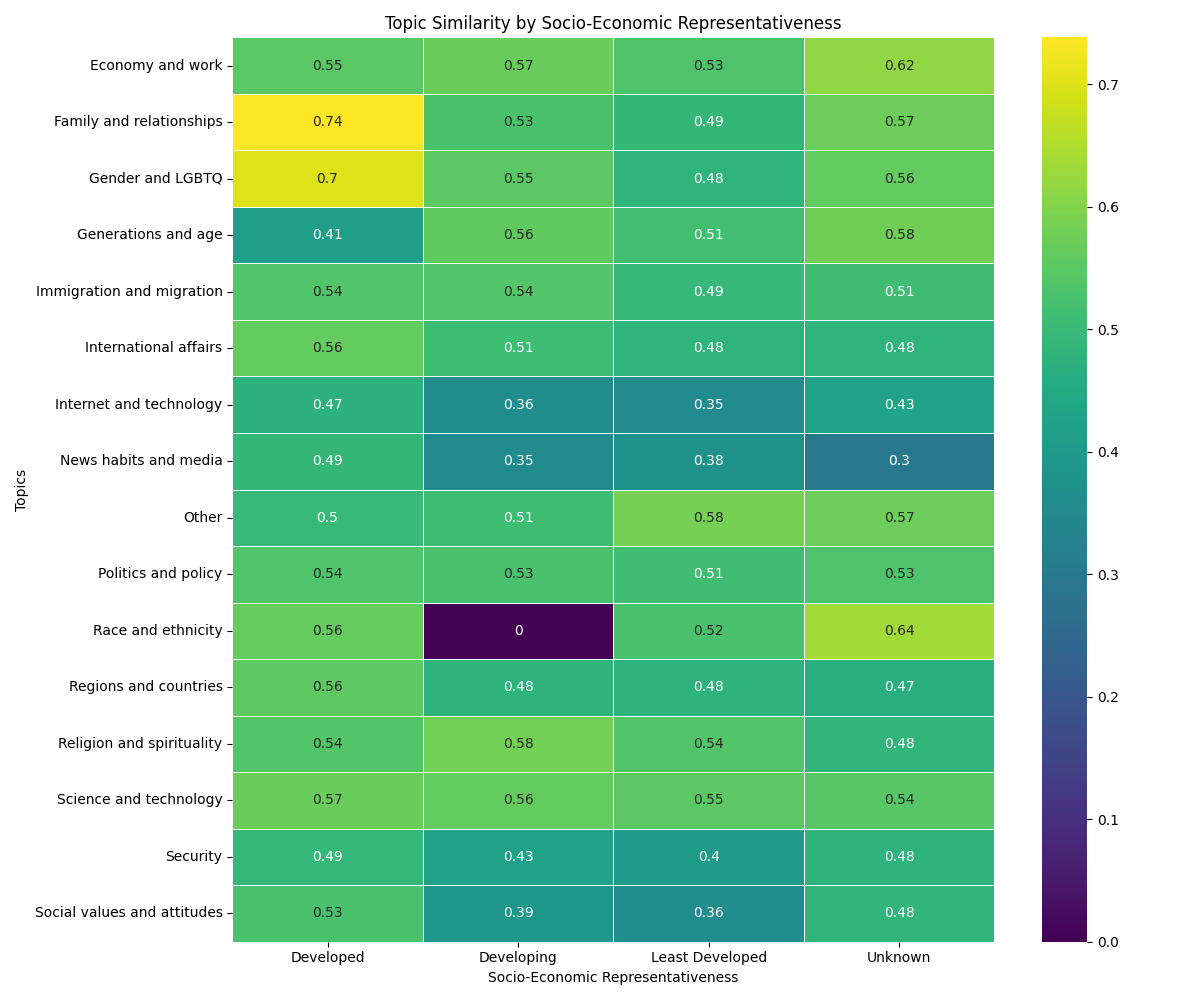 Topic Similarity by Socio-Economic Representativeness
Economy and work 0.55 0.57 0.53 0.62
Family and relationships 0.74 0.53 0.49 0.57
Gender and LGBTQ 0.7 0.55 0.48 0.56
Generations and age 0.41 0.56 0.51 0.58
Immigration and migration 0.54 0.54 0.49 0.51
International affairs 0.56 0.51 0.48 0.48
Internet and technology 0.47 0.36 0.35 0.43
News habits and media 0.49 0.35 0.38 0.3
Other 0.5 0.51 0.58 0.57
Politics and policy 0.54 0.53 0.51 0.53
Race and ethnicity 0.56 0 0.52 0.64
Regions and countries 0.56 0.48 0.48 0.47
Religion and spirituality 0.54 0.58 0.54 0.48
Science and technology 0.57 0.56 0.55 0.54
Security 0.49 0.43 0.4 0.48
Social values and attitudes 0.53 0.39 0.36 0.48
Developed Developing Least Developed Unknown
Socio-Economic Representativeness
Topics
0.7
0.6
0.5
0.4
0.3
0.2
0.1
0.0